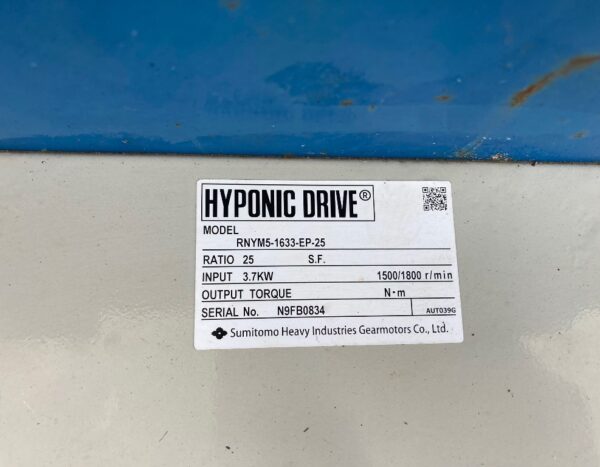 HYPONIC DRIVE®
MODEL
RNYM5-1633-EP-25
RATIO 25 S.F.
INPUT 3.7KW 1500/1800 r/min
OUTPUT TORQUE N·m
SERIAL No. N9FB0834 AUT039G
Sumitomo Heavy Industries Gearmotors Co., Ltd.